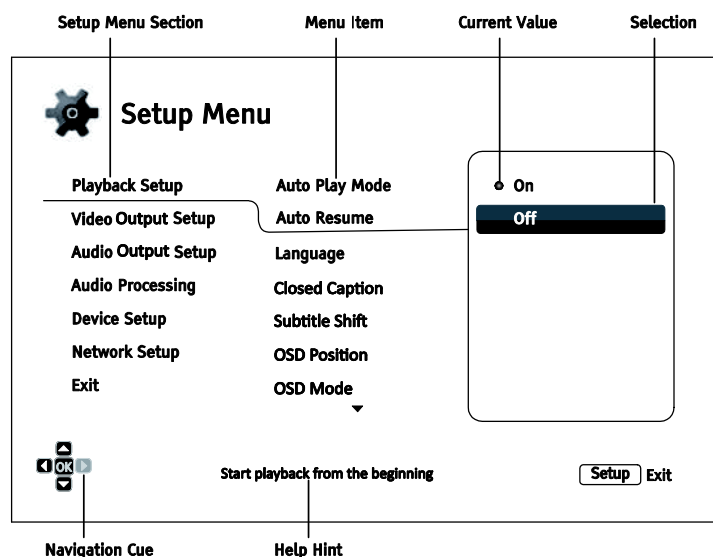 Setup Menu Section Menu Item Current Value Selection
Setup Menu
Playback Setup Auto Play Mode On
Video Output Setup Auto Resume Off
Audio Output Setup Language
Audio Processing Closed Caption
Device Setup Subtitle Shift
Network Setup OSD Position
Exit OSD Mode
OK Start playback from the beginning Setup Exit
Navigation Cue Help Hint